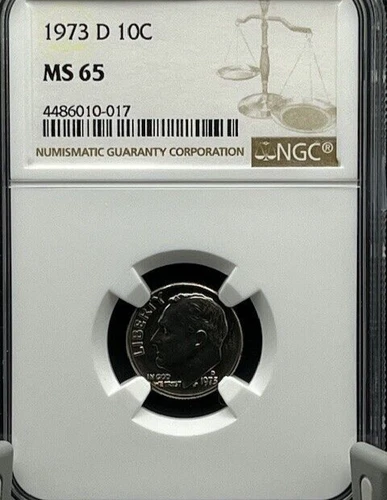 1973 D 10C
MS 65
4486010-017
NUMISMATIC GUARANTY CORPORATION
NGC®
LIBERTY
IN GOD
WE TRUST
D
1973